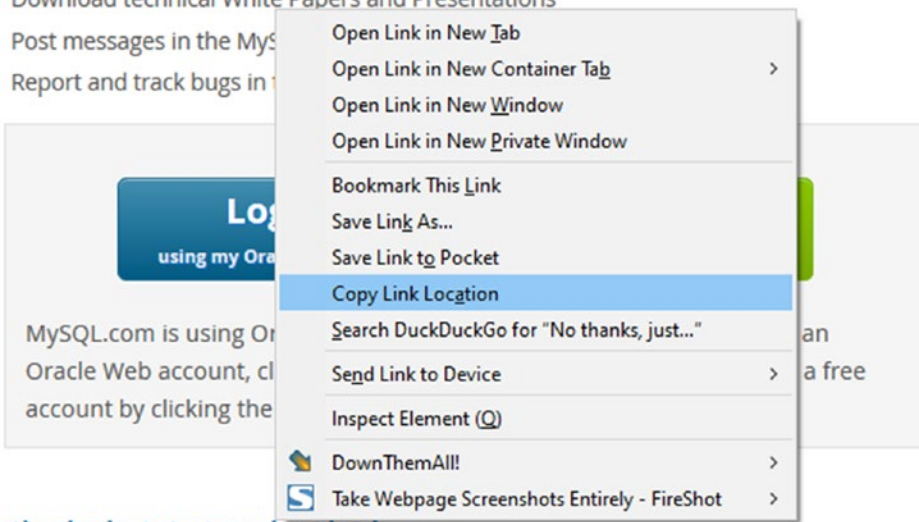 Download technical White Papers and Presentations
Post messages in the MyS
Report and track bugs in
Open Link in New Tab
Open Link in New Container Tab
Open Link in New Window
Open Link in New Private Window
Bookmark This Link
Save Link As...
Save Link to Pocket
Copy Link Location
Search DuckDuckGo for "No thanks, just..."
Send Link to Device
Inspect Element (Q)
DownThemAll!
S Take Webpage Screenshots Entirely - FireShot
Log
using my Ora
MySQL.com is using Or an
Oracle Web account, cl a free
account by clicking the